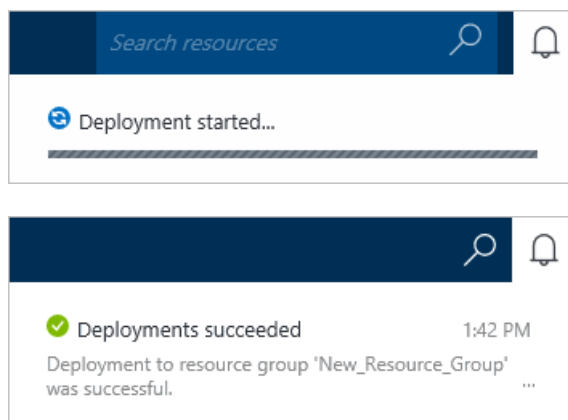 Search resources
Deployment started...
Deployments succeeded 1:42 PM
Deployment to resource group 'New_Resource_Group'
was successful.
...